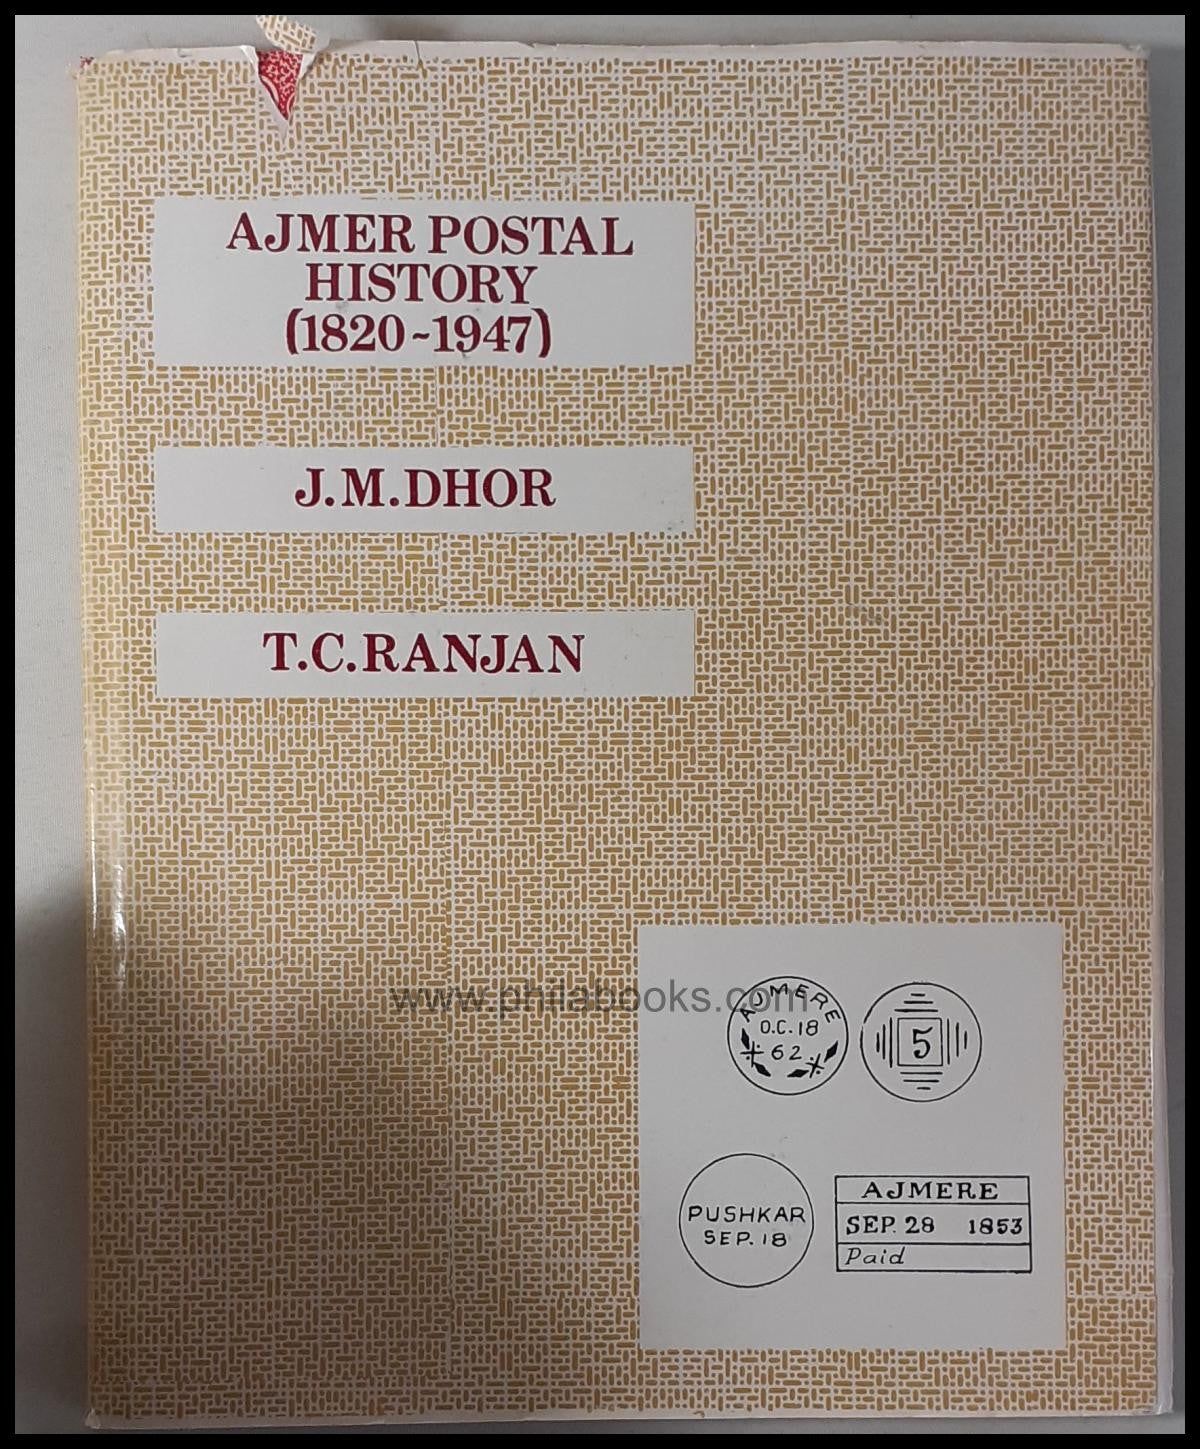 AJMER POSTAL
HISTORY
(1820-1947)
J.M.DHOR
T.C.RANJAN
www.philabooks.com
AJMERE
O.C.18
62
5
PUSHKAR
SEP.18
AJMERE
SEP. 28 1853
Paid